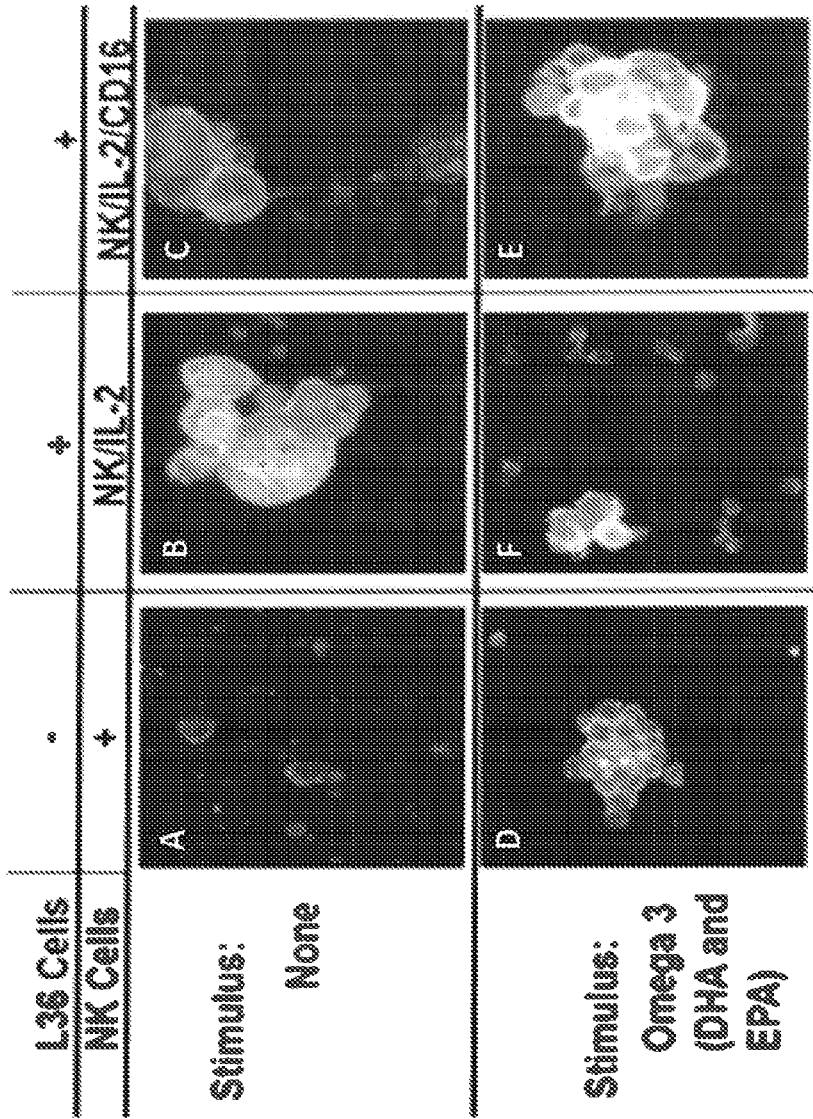 L36 Cells - + +
NK Cells + NK/IL-2 NK/IL-2/CD16
Stimulus:
None
A
B
C
Stimulus:
Omega 3
(DHA and
EPA)
D
F
E